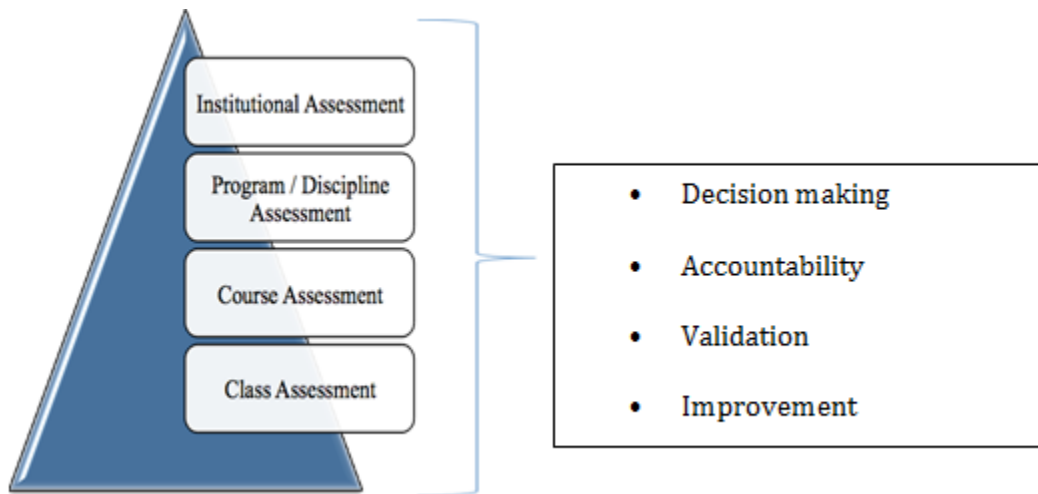 Institutional Assessment
Program / Discipline
Assessment
Course Assessment
Class Assessment
• Decision making
• Accountability
• Validation
• Improvement